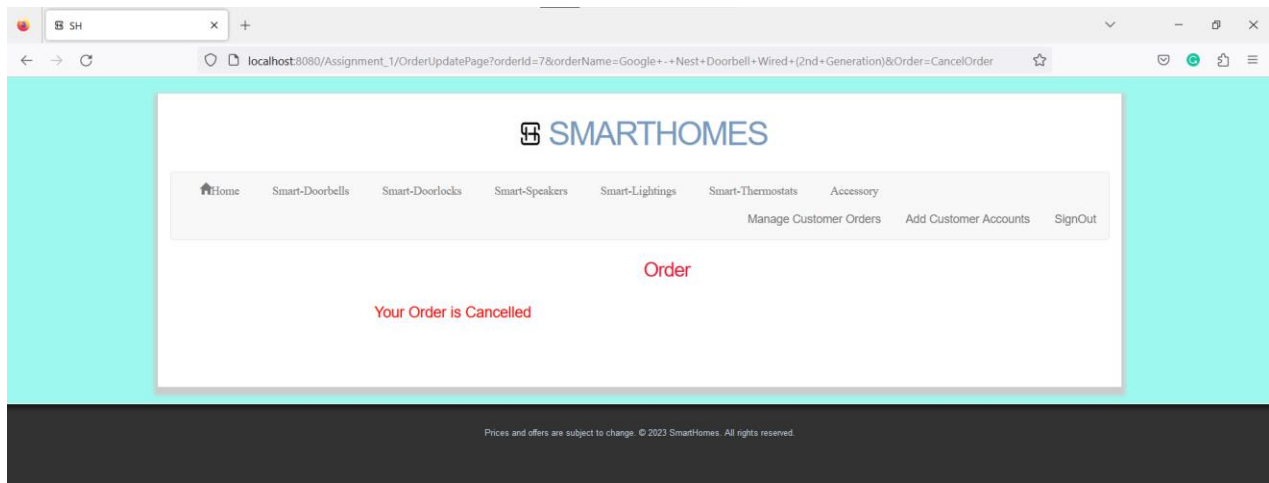 SH
localhost:8080/Assignment_1/OrderUpdatePage?orderId=7&orderName=Google+-+Nest+Doorbell+Wired+(2nd+Generation)&Order=CancelOrder
SMARTHOMES
Home Smart-Doorbells Smart-Doorlocks Smart-Speakers Smart-Lightings Smart-Thermostats Accessory
Manage Customer Orders Add Customer Accounts SignOut
Order
Your Order is Cancelled
Prices and offers are subject to change. © 2023 SmartHomes. All rights reserved.